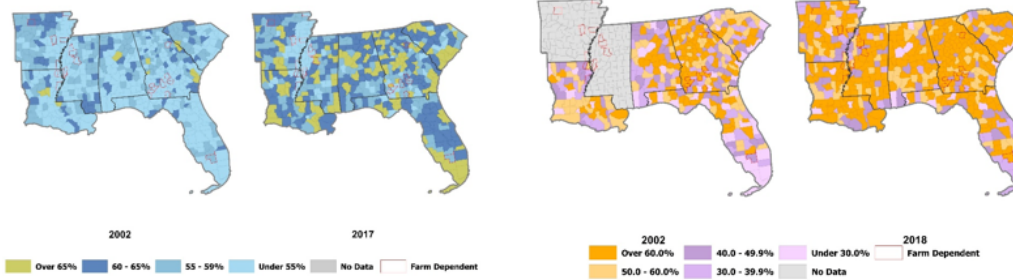 2002
2017
Over 65%
60 - 65%
55 - 59%
Under 55%
No Data
Farm Dependent
2002
2018
Over 60.0%
40.0 - 49.9%
Under 30.0%
Farm Dependent
50.0 - 60.0%
30.0 - 39.9%
No Data